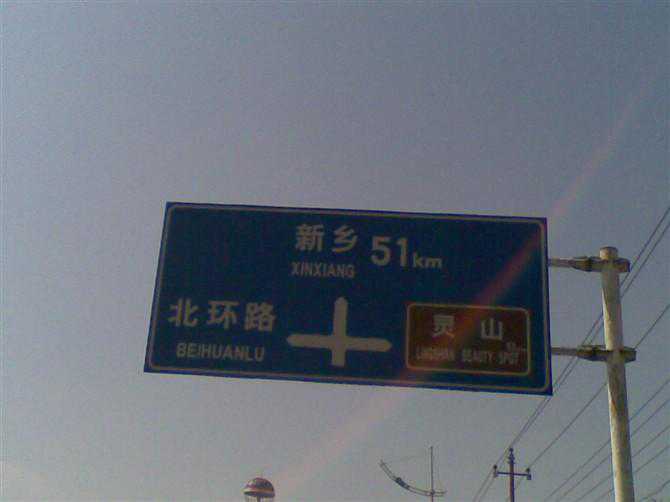 新乡 51km
XINXIANG
北环路
BEIHUANLU
灵山
LINGSHAN BEAUTY SPOT